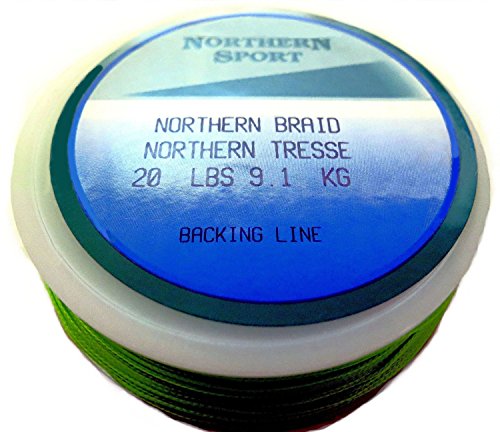 NORTHERN
SPORT
NORTHERN BRAID
NORTHERN TRESSE
20 LBS 9.1 KG
BACKING LINE